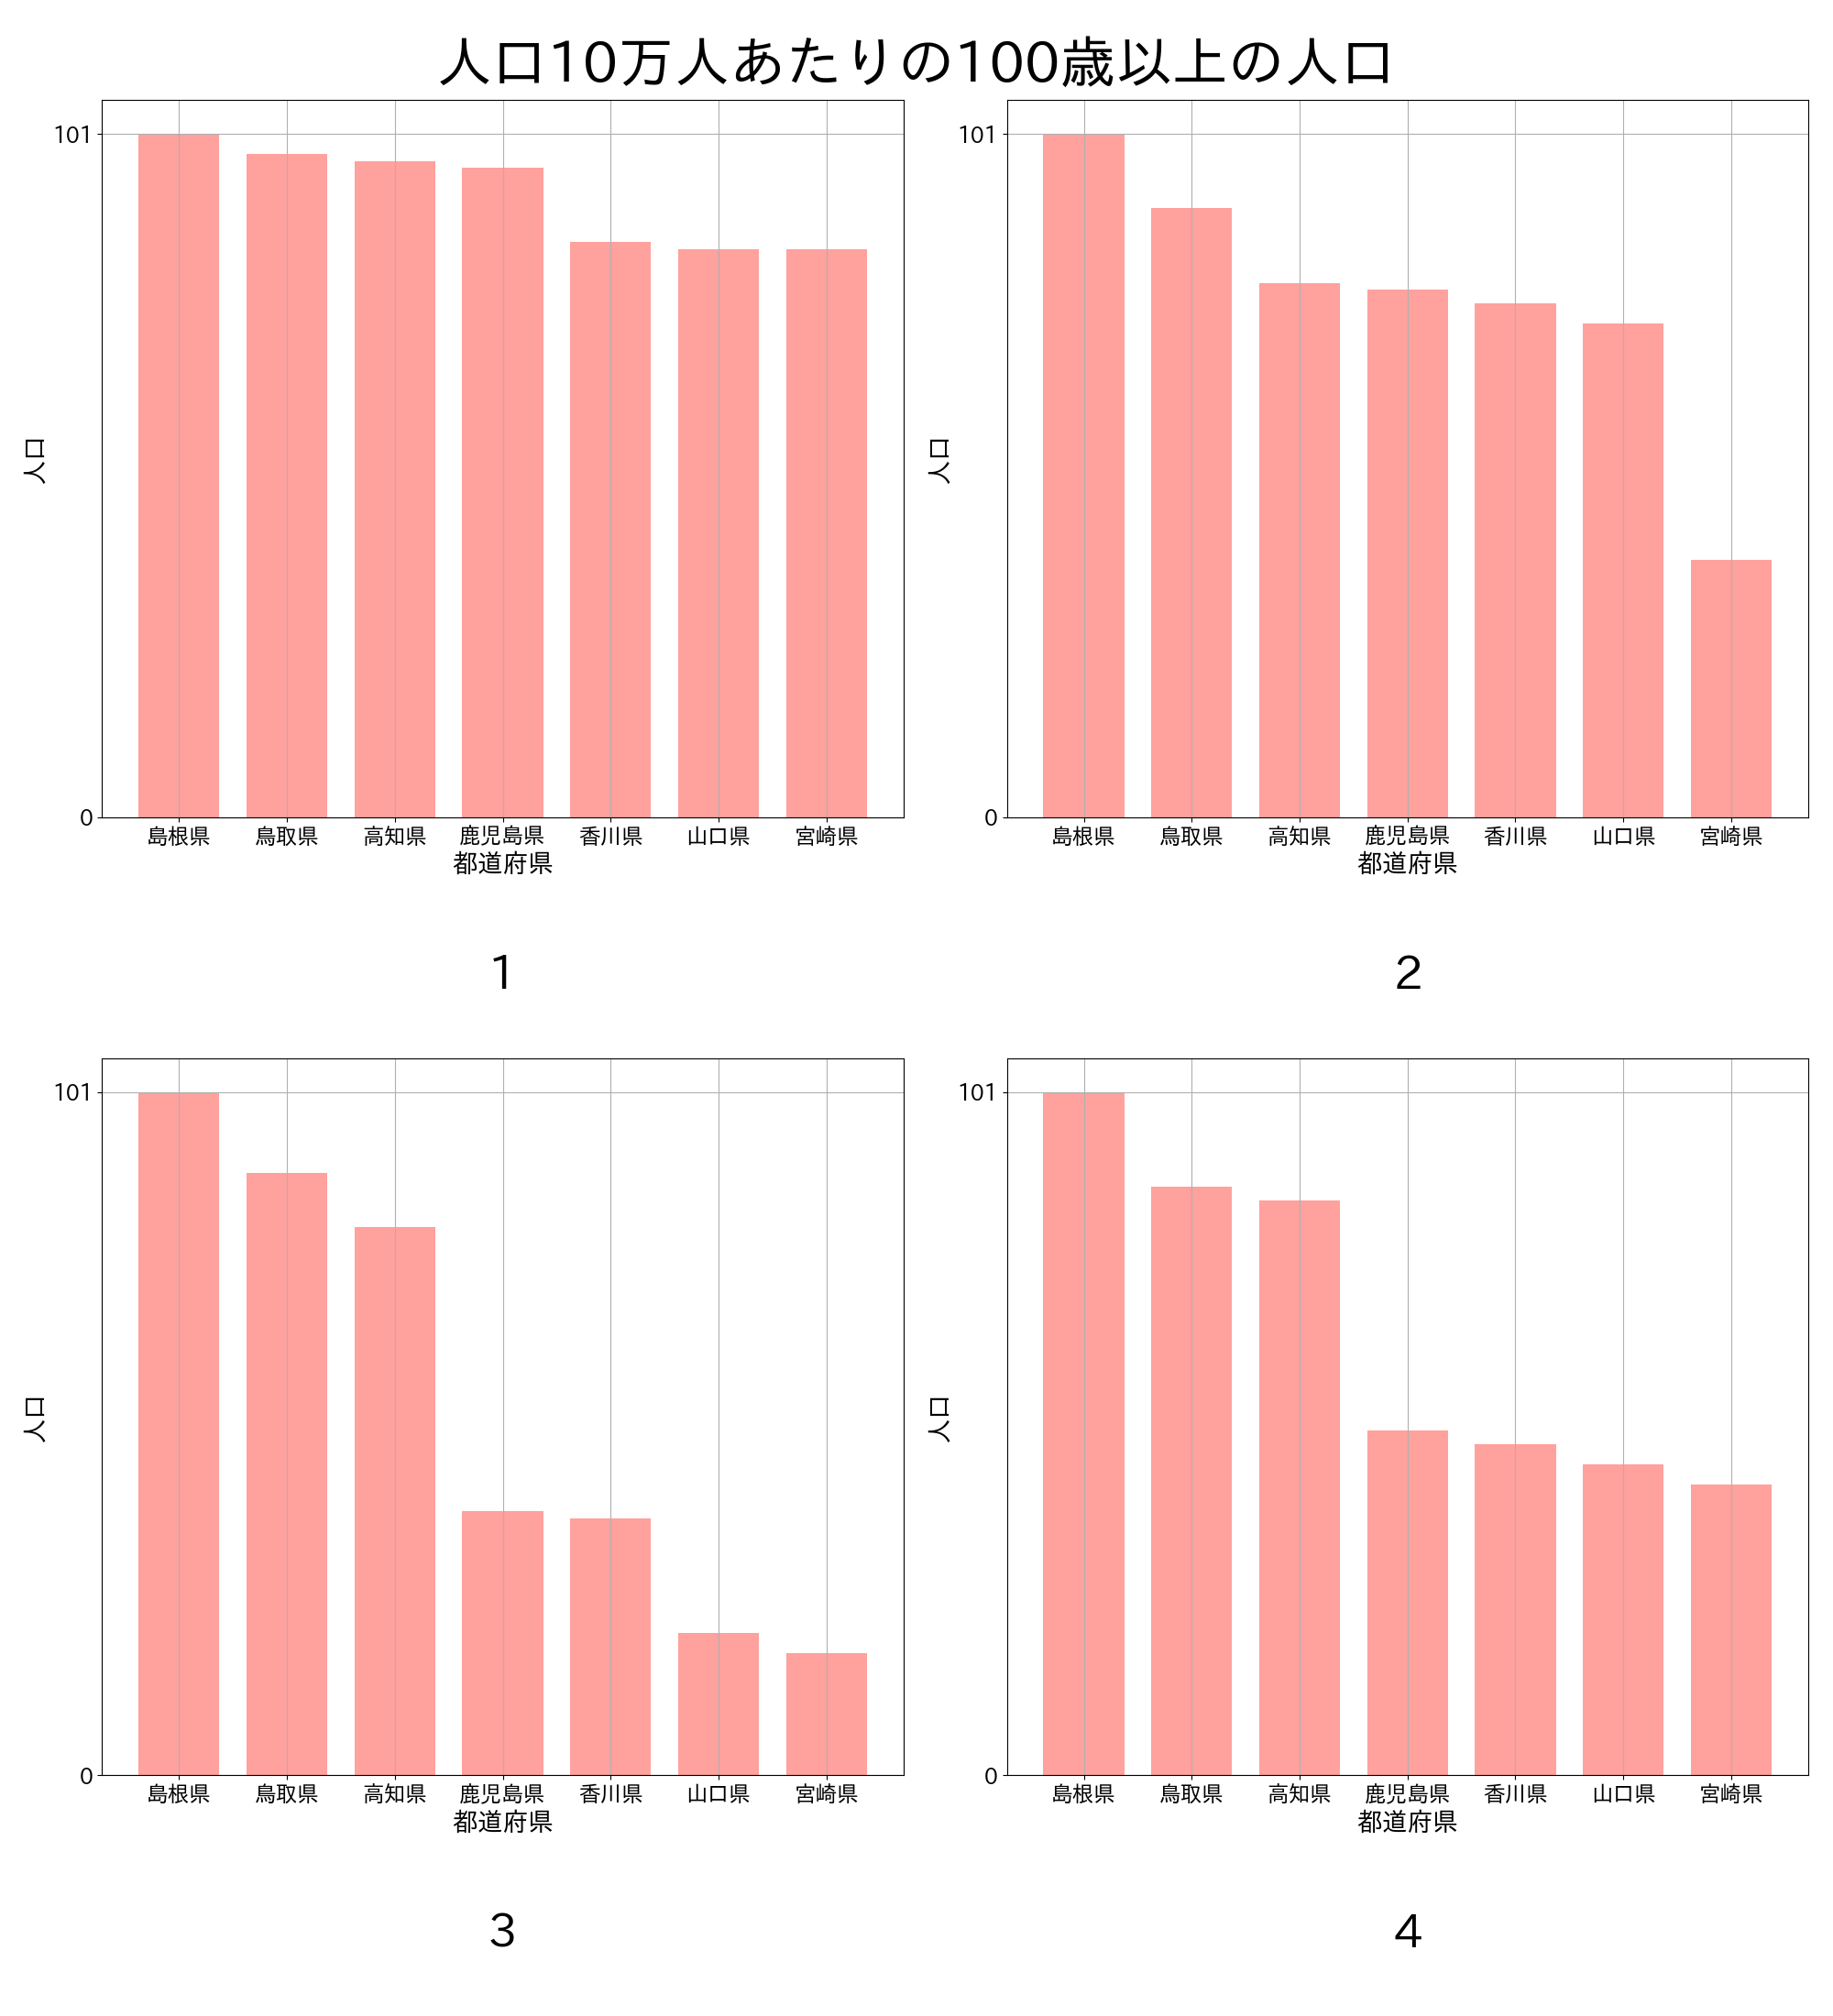 人口10万人あたりの100歳以上の人口
101
人口
0
島根県 鳥取県 高知県 鹿児島県 香川県 山口県 宮崎県
都道府県
1
101
人口
0
島根県 鳥取県 高知県 鹿児島県 香川県 山口県 宮崎県
都道府県
2
101
人口
0
島根県 鳥取県 高知県 鹿児島県 香川県 山口県 宮崎県
都道府県
3
101
人口
0
島根県 鳥取県 高知県 鹿児島県 香川県 山口県 宮崎県
都道府県
4